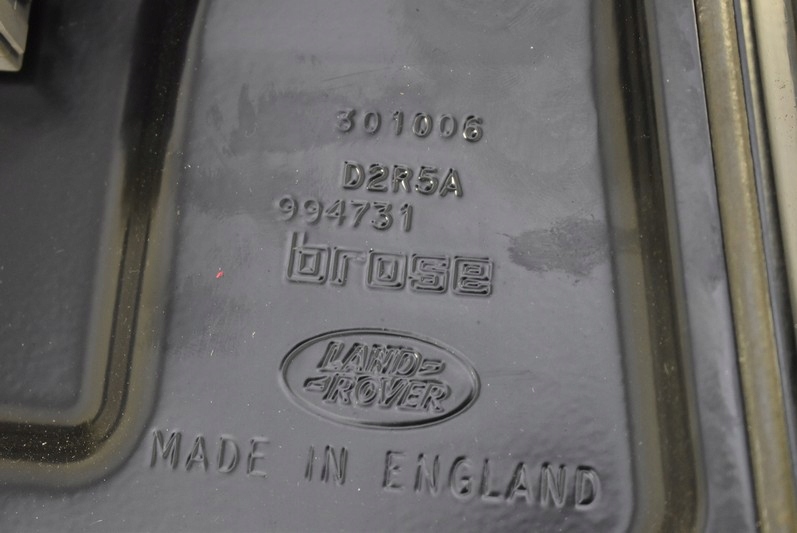 301006
D2R5A
994731
brose
LAND-
-ROVER
MADE IN ENGLAND